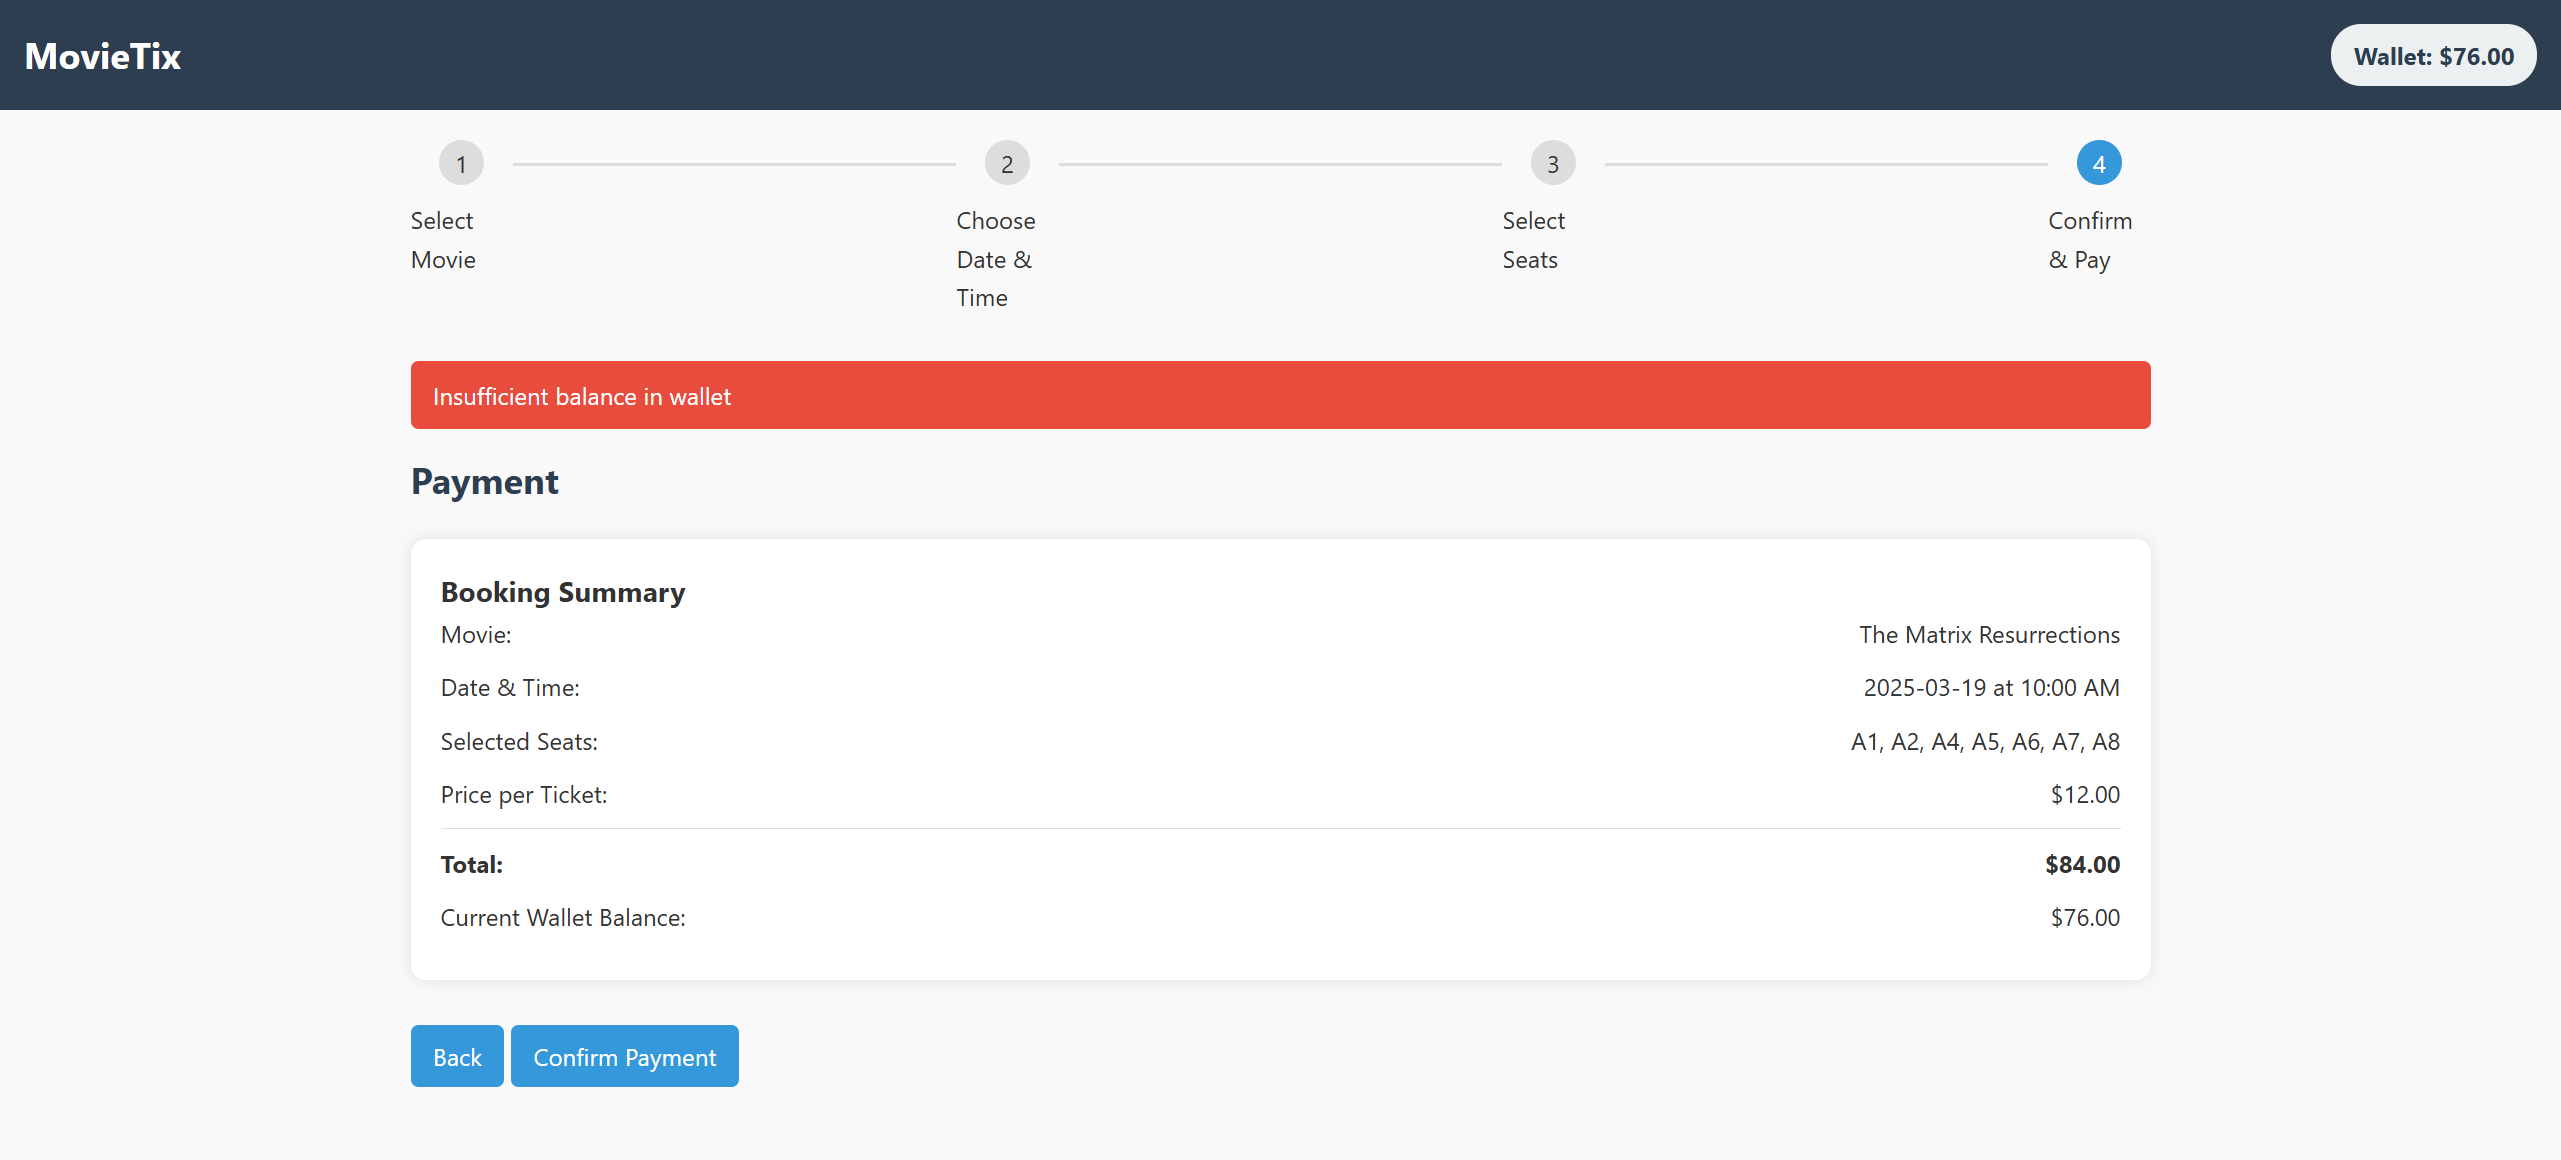 MovieTix
Wallet: $76.00
1
2
3
4
Select
Movie
Choose
Date &
Time
Select
Seats
Confirm
& Pay
Insufficient balance in wallet
Payment
Booking Summary
Movie: The Matrix Resurrections
Date & Time: 2025-03-19 at 10:00 AM
Selected Seats: A1, A2, A4, A5, A6, A7, A8
Price per Ticket: $12.00
Total: $84.00
Current Wallet Balance: $76.00
Back
Confirm Payment